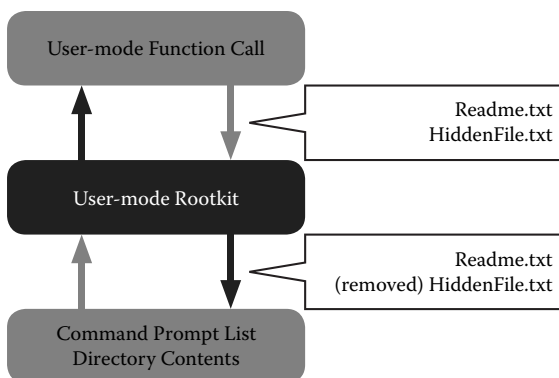 User-mode Function Call
Readme.txt
HiddenFile.txt
User-mode Rootkit
Readme.txt
(removed) HiddenFile.txt
Command Prompt List
Directory Contents